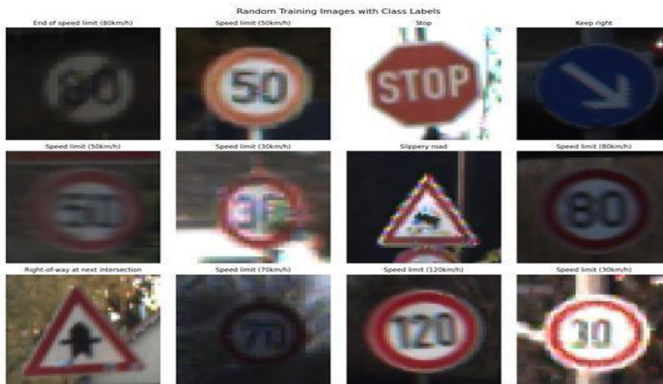 Random Training Images with Class Labels
End of speed limit (80km/h)
Speed limit (50km/h)
Stop
Keep right
80
50
STOP
Speed limit (50km/h)
Speed limit (30km/h)
Slippery road
Speed limit (80km/h)
50
30
80
Right-of-way at next intersection
Speed limit (70km/h)
Speed limit (120km/h)
Speed limit (30km/h)
70
120
30